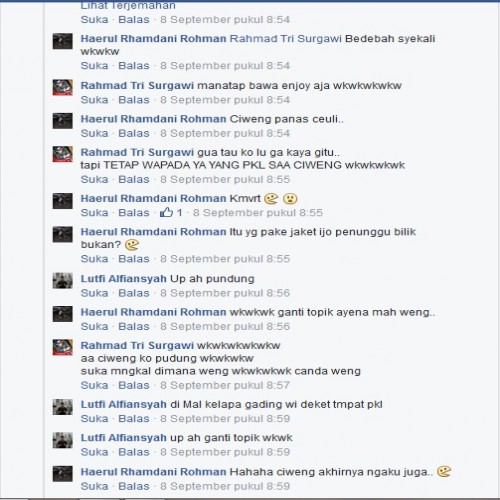 Lihat Terjemahan
Suka · Balas · 8 September pukul 8:54
Haerul Rhamdani Rohman Rahmad Tri Surgawi Bedebah syekali
wkwkw
Suka · Balas · 8 September pukul 8:54
Rahmad Tri Surgawi manatap bawa enjoy aja wkwkwkwkw
Suka · Balas · 8 September pukul 8:54
Haerul Rhamdani Rohman Ciweng panas ceuli..
Suka · Balas · 8 September pukul 8:54
Rahmad Tri Surgawi gua tau ko lu ga kaya gitu..
tapi TETAP WAPADA YA YANG PKL SAA CIWENG wkwkwkwk
Suka · Balas · 8 September pukul 8:55
Haerul Rhamdani Rohman Kmvrt
Suka · Balas · 1 · 8 September pukul 8:55
Haerul Rhamdani Rohman Itu yg pake jaket ijo penunggu bilik
bukan?
Suka · Balas · 8 September pukul 8:55
Lutfi Alfiansyah Up ah pundung
Suka · Balas · 8 September pukul 8:56
Haerul Rhamdani Rohman wkwkwk ganti topik ayena mah weng..
Suka · Balas · 8 September pukul 8:56
Rahmad Tri Surgawi wkwkwkwkwkw
aa ciweng ko pudung wkwkwkw
suka mngkal dimana weng wkwkwkwk canda weng
Suka · Balas · 8 September pukul 8:57
Lutfi Alfiansyah di Mal kelapa gading wi deket tmpat pkl
Suka · Balas · 8 September pukul 8:59
Lutfi Alfiansyah up ah ganti topik wkwk
Suka · Balas · 8 September pukul 8:59
Haerul Rhamdani Rohman Hahaha ciweng akhirnya ngaku juga..
Suka · Balas · 8 September pukul 8:59